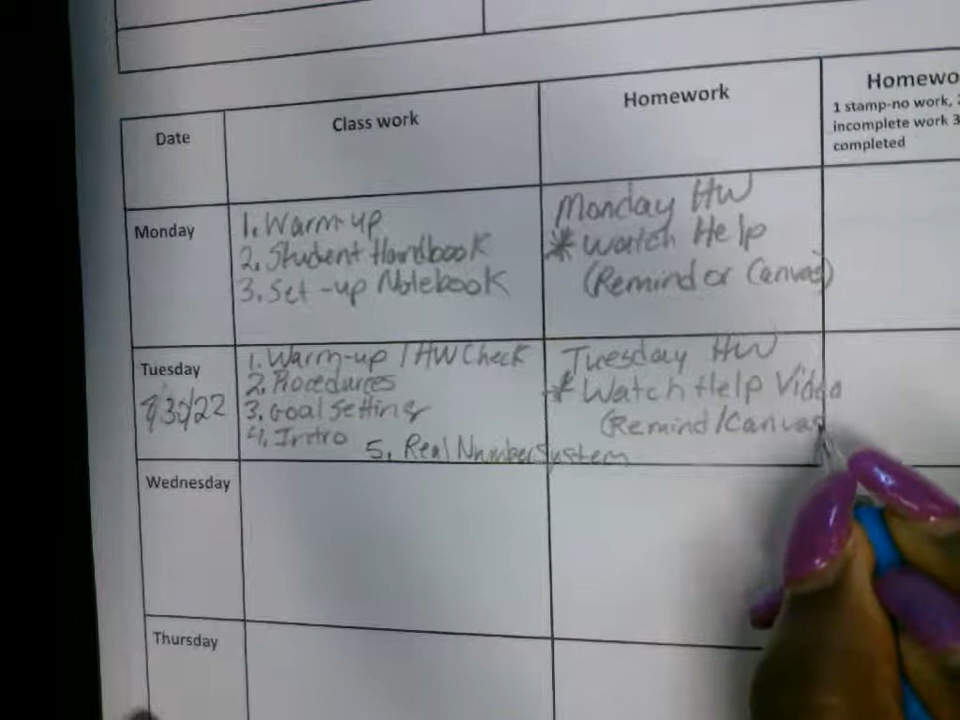 Date
Class work
Homework
Homewo
1 stamp-no work, 2
incomplete work 3
completed
Monday
1. Warm-up
2. Student Handbook
3. Set-up Notebook
Monday HW
* Watch Help
(Remind or Canvas)
Tuesday
8/30/22
1. Warm-up / HW Check
2. Procedures
3. Goal Setting
4. Intro
5. Real Number System
Tuesday HW
* Watch Help Video
(Remind/Canvas
Wednesday
Thursday